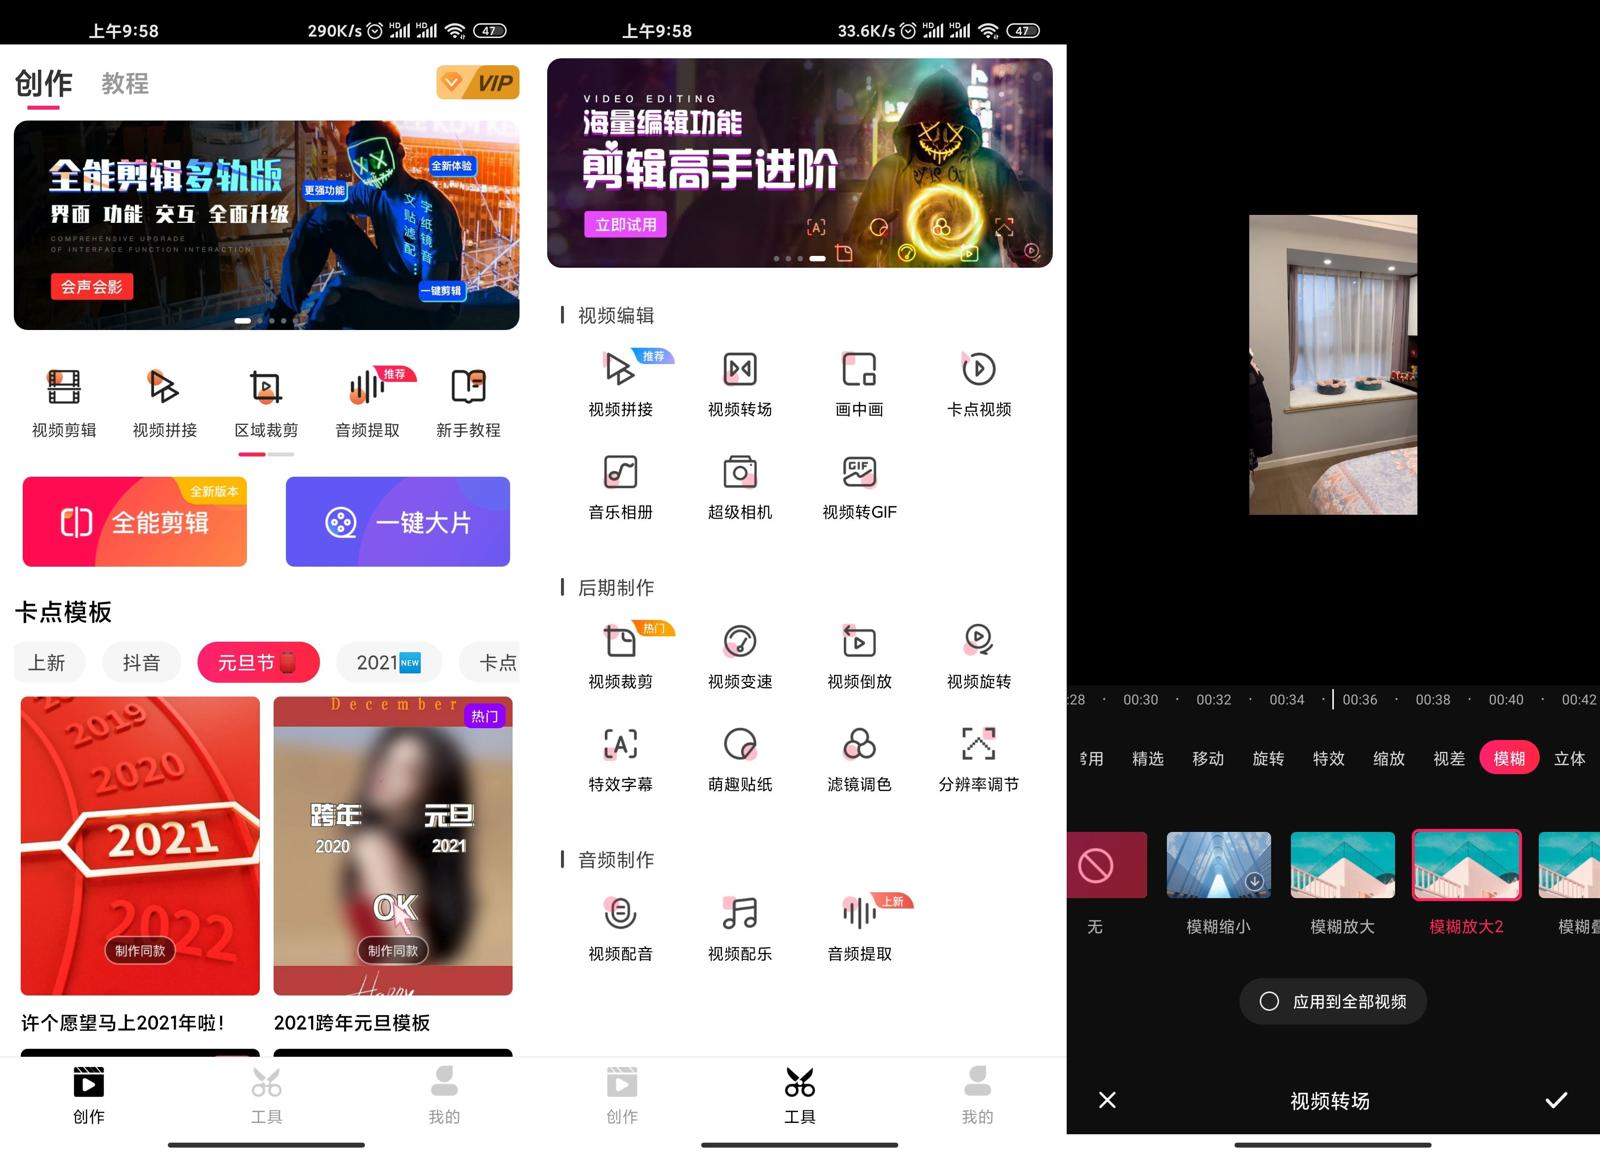 上午9:58
290K/s
HD
HD
47
创作
教程
VIP
全能剪辑多轨版
界面 功能 交互 全面升级
COMPREHENSIVE UPGRADE
OF INTERFACE FUNCTION INTERACTION
会声会影
全新体验
更强功能
文贴滤配…
字纸镜音
一键剪辑
视频剪辑
视频拼接
区域裁剪
推荐
音频提取
新手教程
全能剪辑
全新版本
一键大片
卡点模板
上新
抖音
元旦节
2021
NEW
卡点
2019
2020
2021
2022
制作同款
December
热门
跨年
元旦
2020
2021
OK
制作同款
Happy
许个愿望马上2021年啦！
2021跨年元旦模板
创作
工具
我的
上午9:58
33.6K/s
HD
HD
47
VIDEO EDITING
海量编辑功能
剪辑高手进阶
立即试用
A
视频编辑
推荐
视频拼接
视频转场
画中画
卡点视频
音乐相册
超级相机
GIF
视频转GIF
后期制作
热门
视频裁剪
视频变速
视频倒放
视频旋转
A
特效字幕
萌趣贴纸
滤镜调色
分辨率调节
音频制作
上新
视频配音
视频配乐
音频提取
创作
工具
我的
:28 · 00:30 · 00:32 · 00:34 · 00:36 · 00:38 · 00:40 · 00:42
常用
精选
移动
旋转
特效
缩放
视差
模糊
立体
无
模糊缩小
模糊放大
模糊放大2
模糊叠
应用到全部视频
视频转场